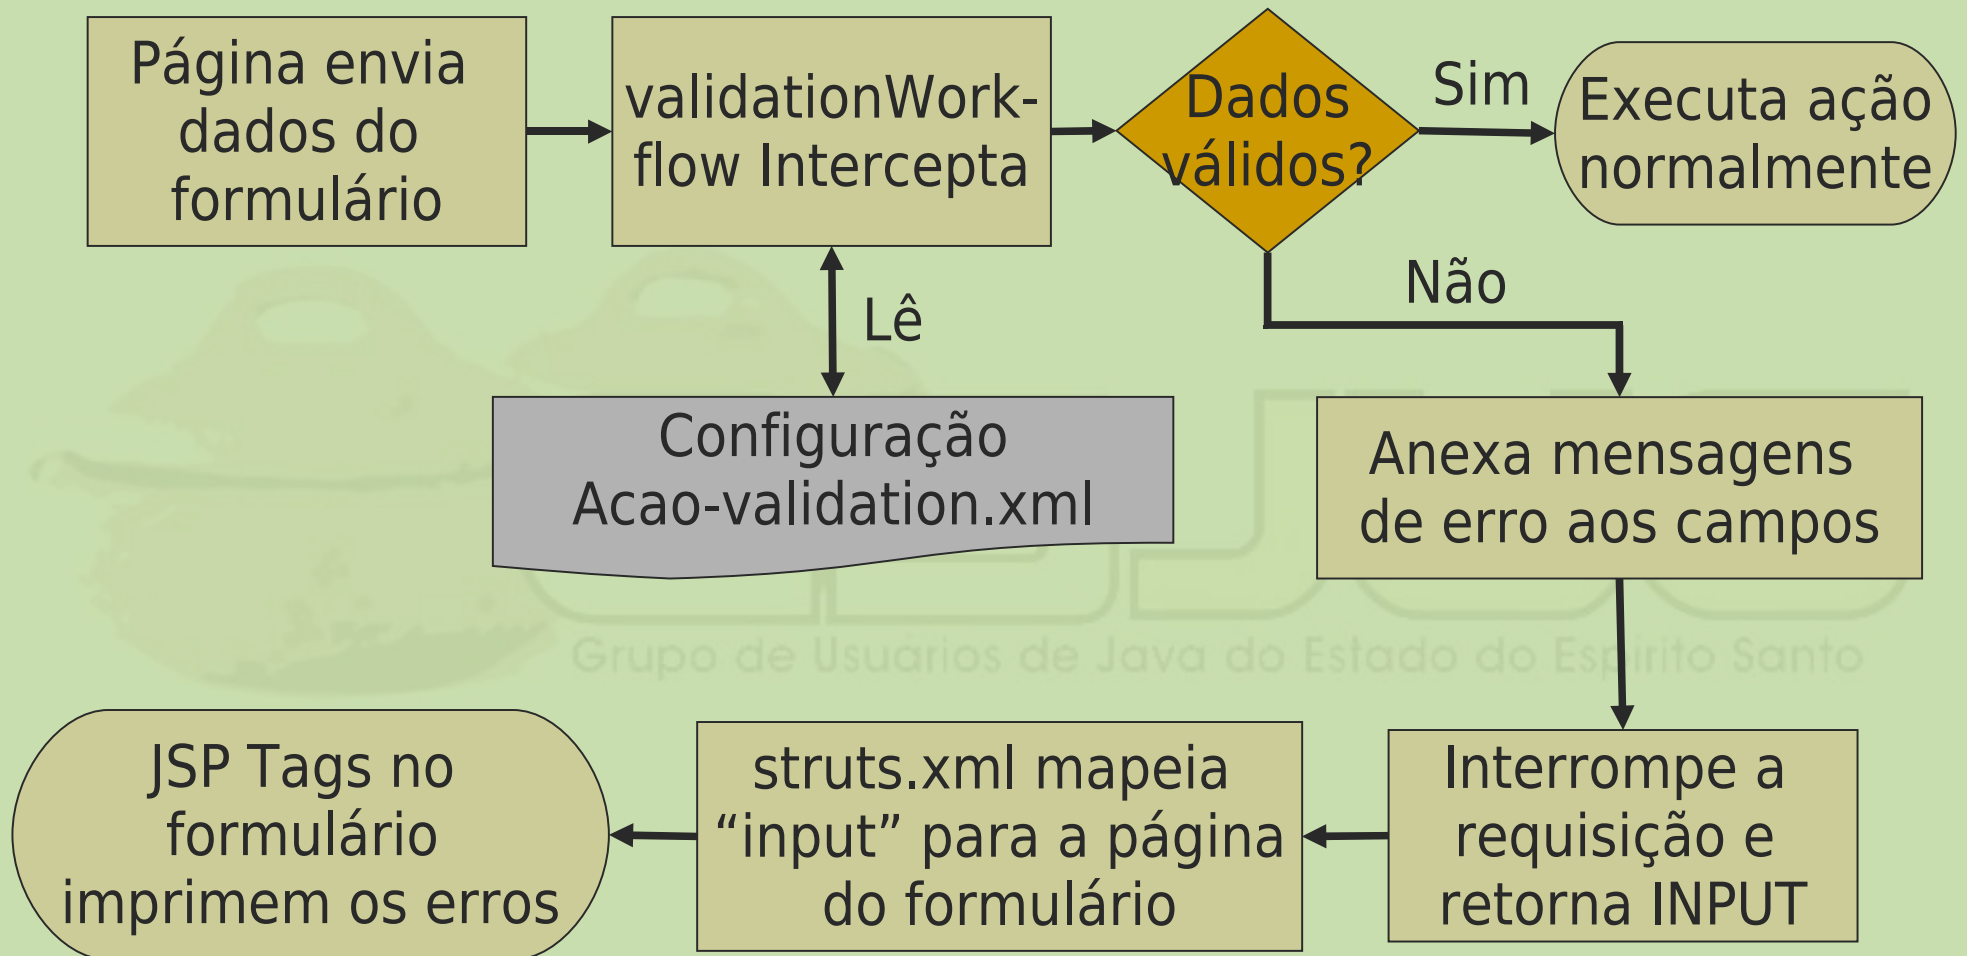 Página envia
dados do
formulário
validationWork-
flow Intercepta
Dados
válidos?
Sim
Executa ação
normalmente
Não
Lê
Configuração
Acao-validation.xml
Anexa mensagens
de erro aos campos
Grupo de Usuários de Java do Estado do Espírito Santo
JSP Tags no
formulário
imprimem os erros
struts.xml mapeia
“input” para a página
do formulário
Interrompe a
requisição e
retorna INPUT